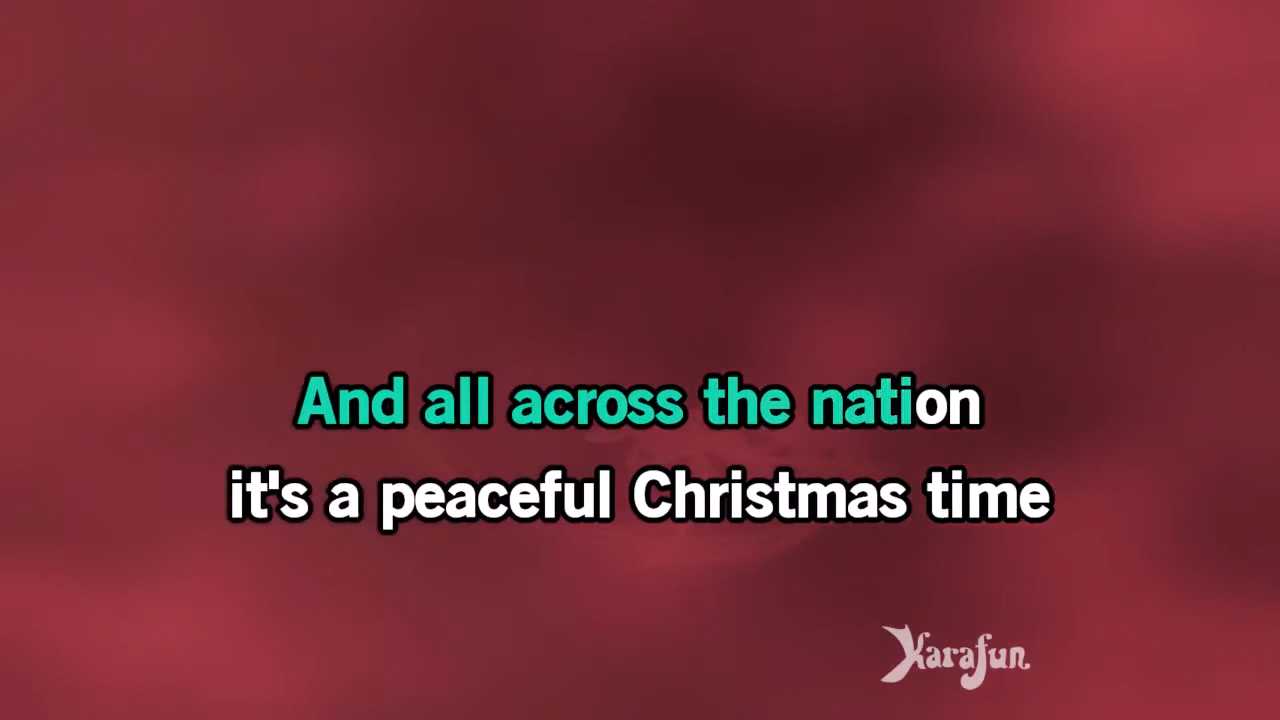 And all across the nation
it's a peaceful Christmas time
Karafun